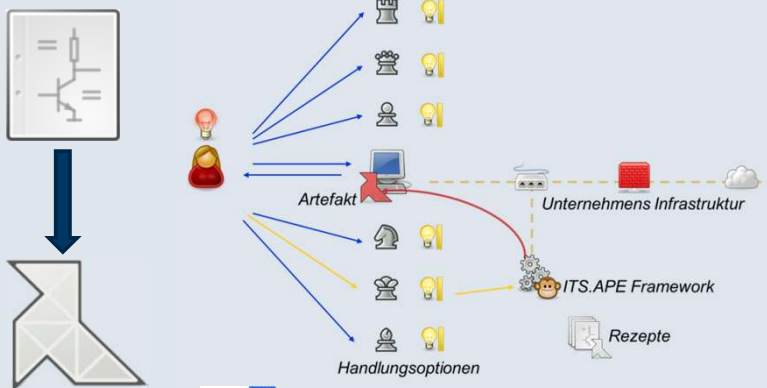 Artefakt
Unternehmens Infrastruktur
ITS.APE Framework
Rezepte
Handlungsoptionen